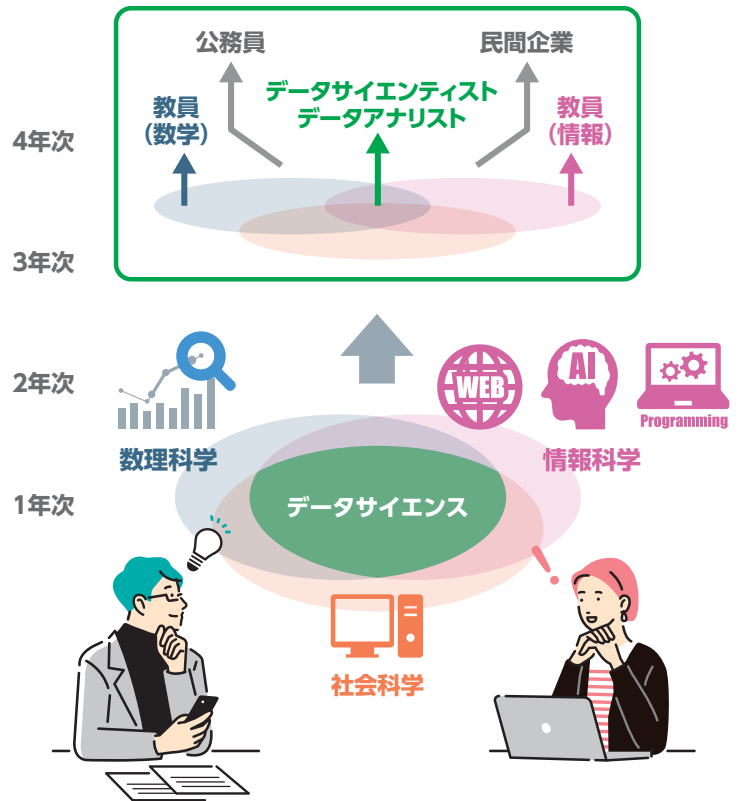 公務員
民間企業
データサイエンティスト
データアナリスト
教員
（数学）
教員
（情報）
4年次
3年次
2年次
WEB
AI
Programming
数理科学
情報科学
1年次
データサイエンス
社会科学